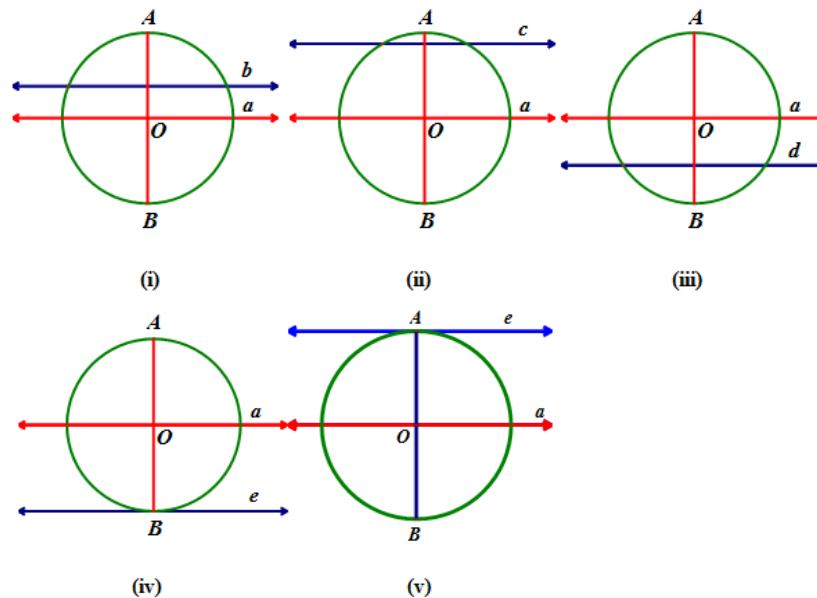 A A A
b c
a a a
O O O
d
B B B
(i) (ii) (iii)
A A e
a a
O O
e
B B
(iv) (v)